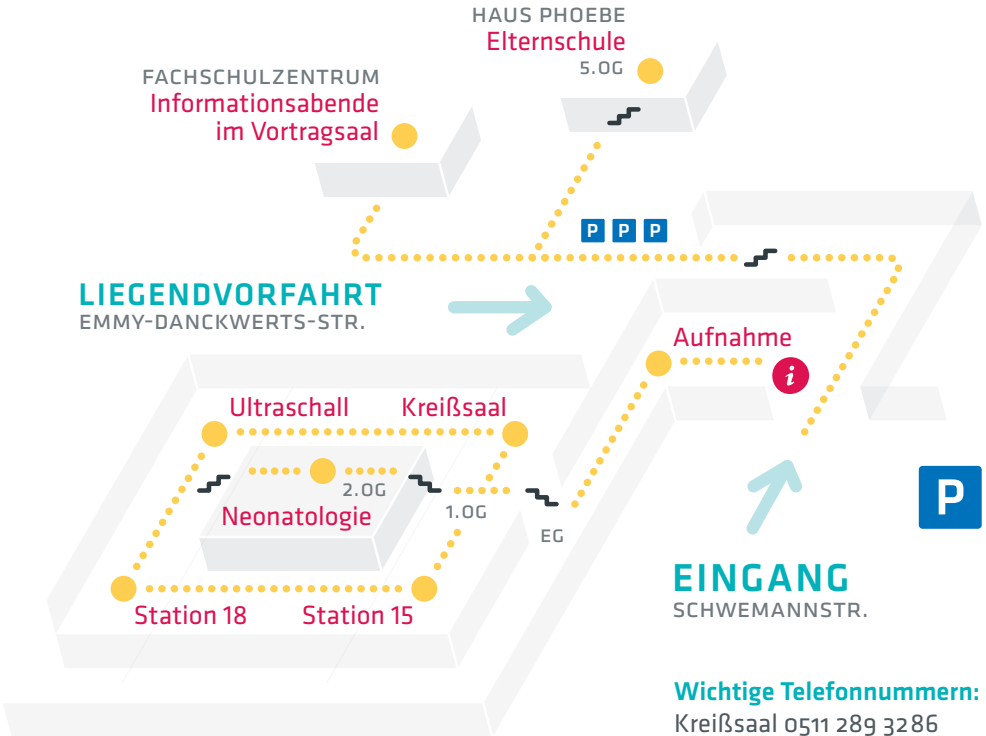 HAUS PHOEBE
Elternschule
5.OG
FACHSCHULZENTRUM
Informationsabende
im Vortragsaal
P P P
LIEGENDVORFAHRT
EMMY-DANCKWERTS-STR.
Aufnahme
i
Ultraschall
Kreißsaal
2.OG
Neonatologie
1.OG
EG
P
Station 18
Station 15
EINGANG
SCHWEMANNSTR.
Wichtige Telefonnummern:
Kreißsaal 0511 289 3286